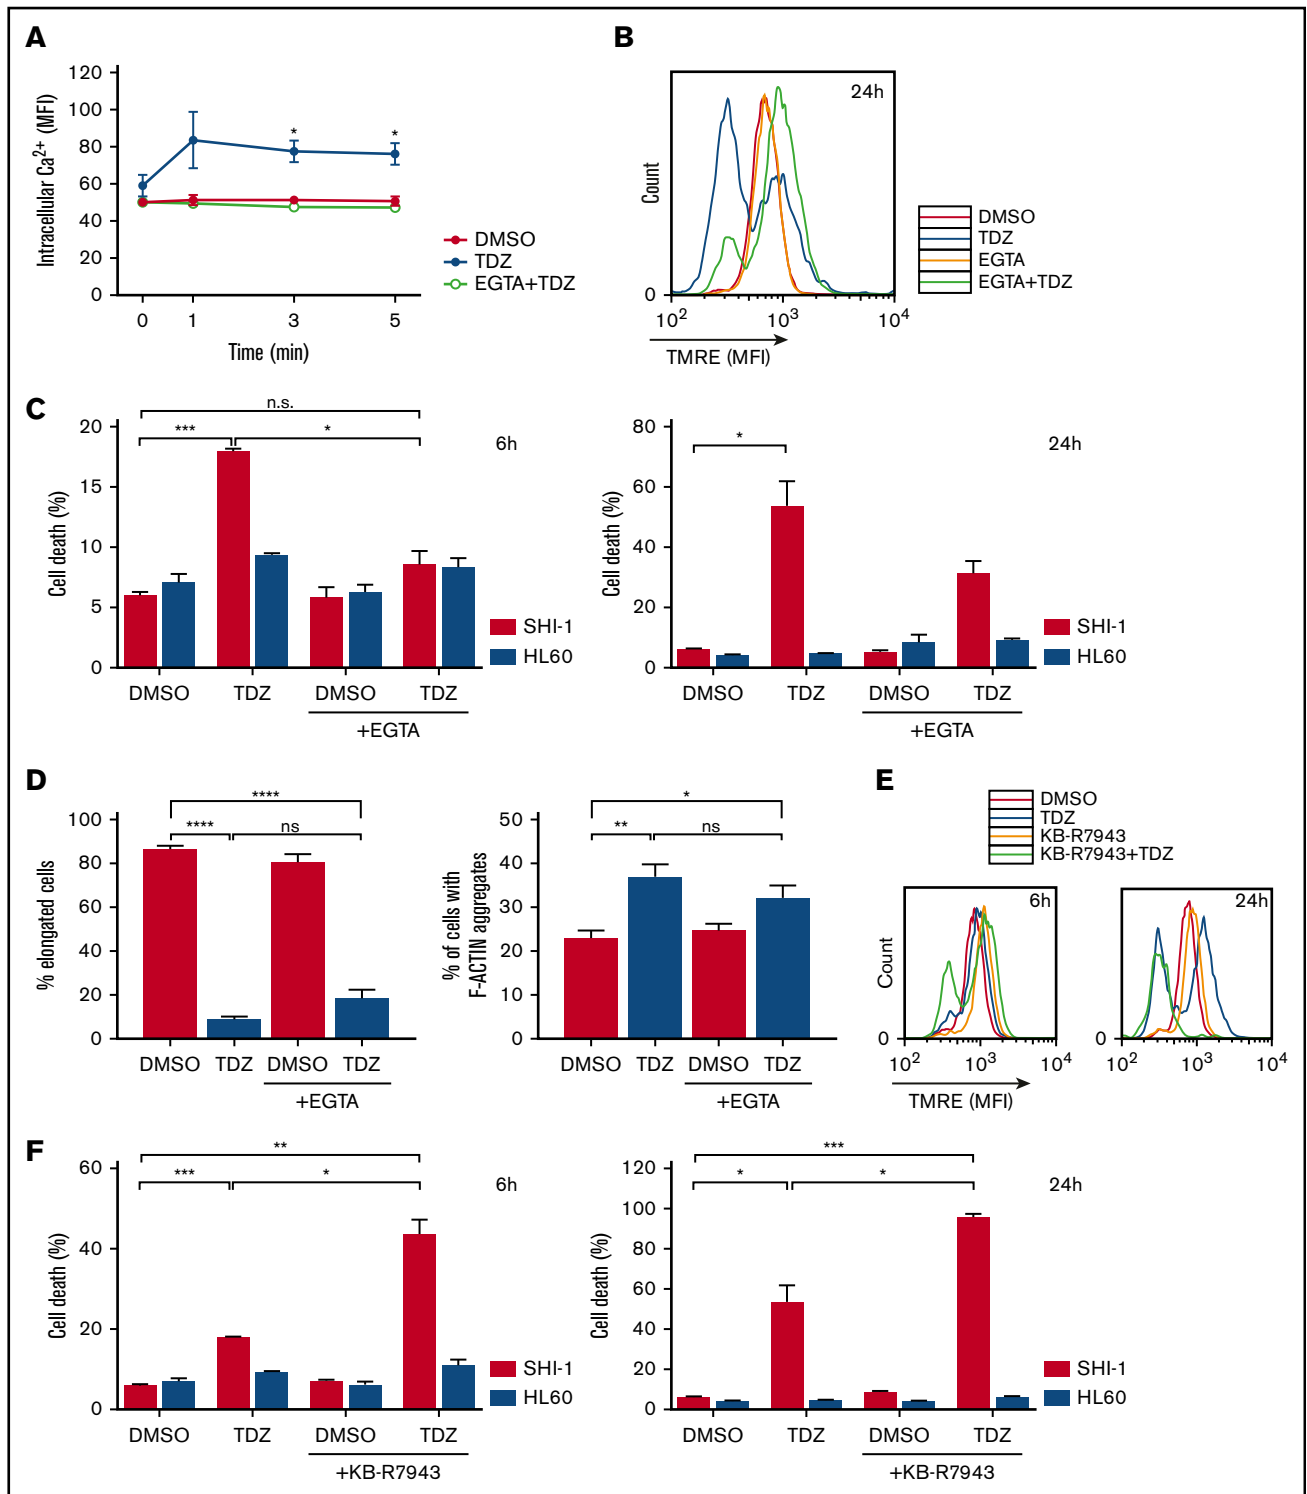 A
Intracellular Ca2+ (MFI)
120
100
80
60
40
20
0
* *
0 1 3 5
Time (min)
DMSO
TDZ
EGTA+TDZ
B
24h
Count
0
10^2 10^3 10^4
TMRE (MFI)
DMSO
TDZ
EGTA
EGTA+TDZ
C
n.s.
*** *
6h
Cell death (%)
20
15
10
5
0
DMSO TDZ DMSO TDZ
+EGTA
SHI-1
HL60
*
24h
Cell death (%)
80
60
40
20
0
DMSO TDZ DMSO TDZ
+EGTA
SHI-1
HL60
D
****
**** ns
% elongated cells
100
80
60
40
20
0
DMSO TDZ DMSO TDZ
+EGTA
*
** ns
% of cells with
F-ACTIN aggregates
50
40
30
20
10
0
DMSO TDZ DMSO TDZ
+EGTA
E
DMSO
TDZ
KB-R7943
KB-R7943+TDZ
6h
Count
0
10^2 10^3 10^4
TMRE (MFI)
24h
0
10^2 10^3 10^4
F
**
*** *
6h
Cell death (%)
60
40
20
0
DMSO TDZ DMSO TDZ
+KB-R7943
SHI-1
HL60
***
* *
24h
Cell death (%)
120
100
80
60
40
20
0
DMSO TDZ DMSO TDZ
+KB-R7943
SHI-1
HL60